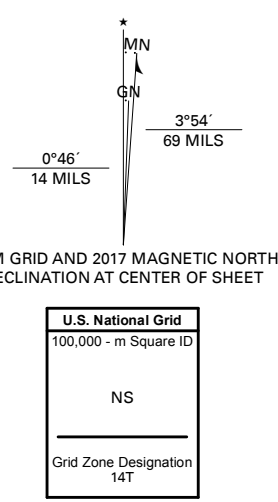 MN
GN
3°54´
69 MILS
0°46´
14 MILS
GRID AND 2017 MAGNETIC NORTH
DECLINATION AT CENTER OF SHEET
U.S. National Grid
100,000 - m Square ID
NS
Grid Zone Designation
14T